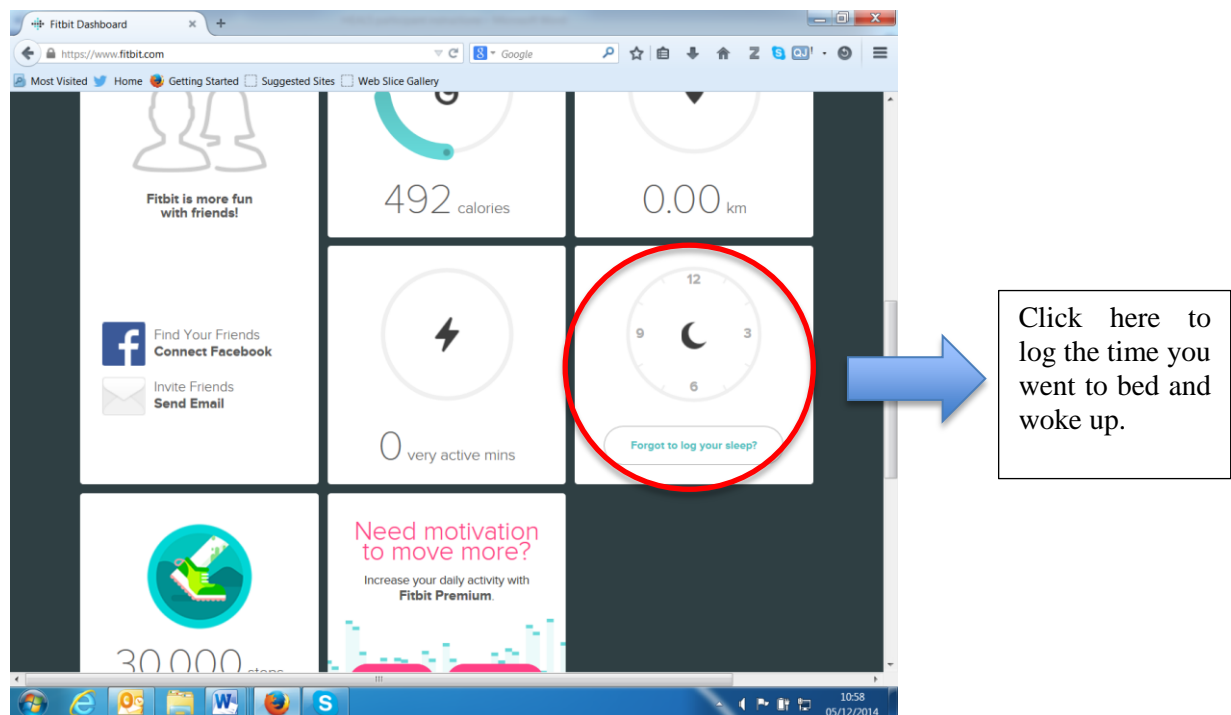 Fitbit Dashboard
https://www.fitbit.com
Google
Most Visited Home Getting Started Suggested Sites Web Slice Gallery
Fitbit is more fun
with friends!
Find Your Friends
Connect Facebook
Invite Friends
Send Email
492 calories
0.00 km
0 very active mins
12
9 3
6
Forgot to log your sleep?
Click here to
log the time you
went to bed and
woke up.
30,000 steps
Need motivation
to move more?
Increase your daily activity with
Fitbit Premium.
10:58
05/12/2014